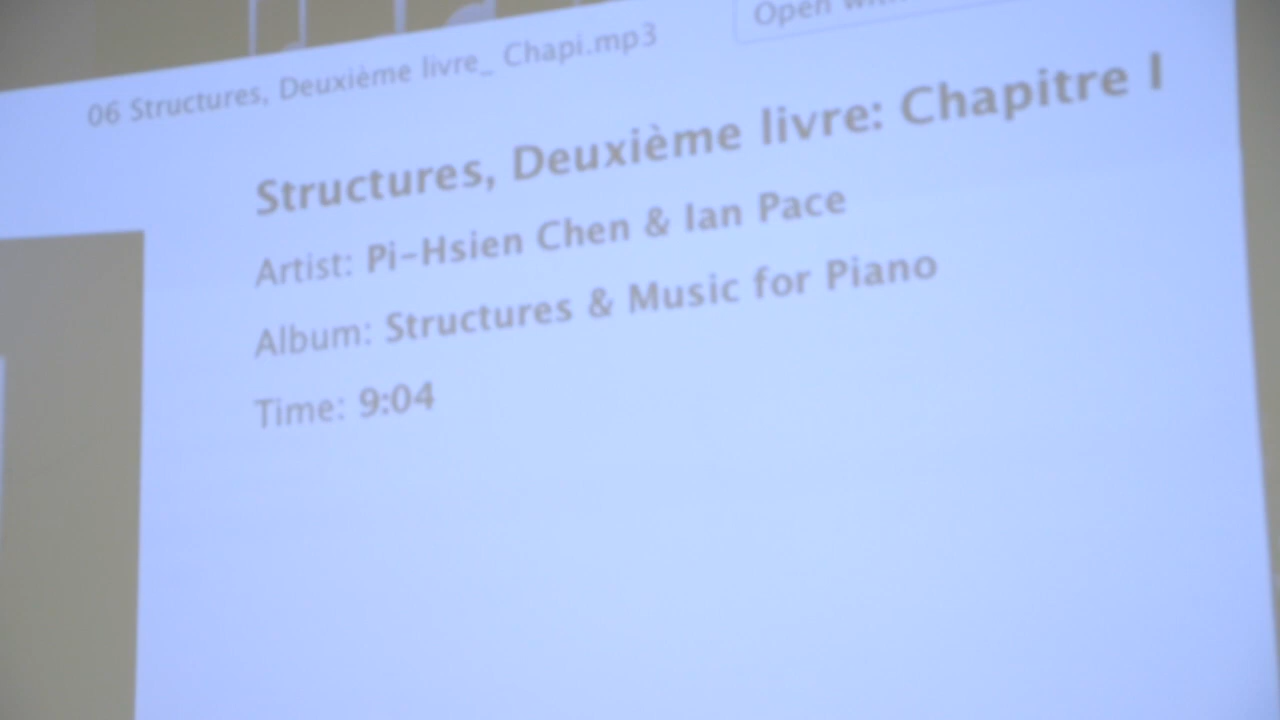 Open
06 Structures, Deuxième livre_ Chapi.mp3
Structures, Deuxième livre: Chapitre I
Artist: Pi-Hsien Chen & Ian Pace
Album: Structures & Music for Piano
Time: 9:04